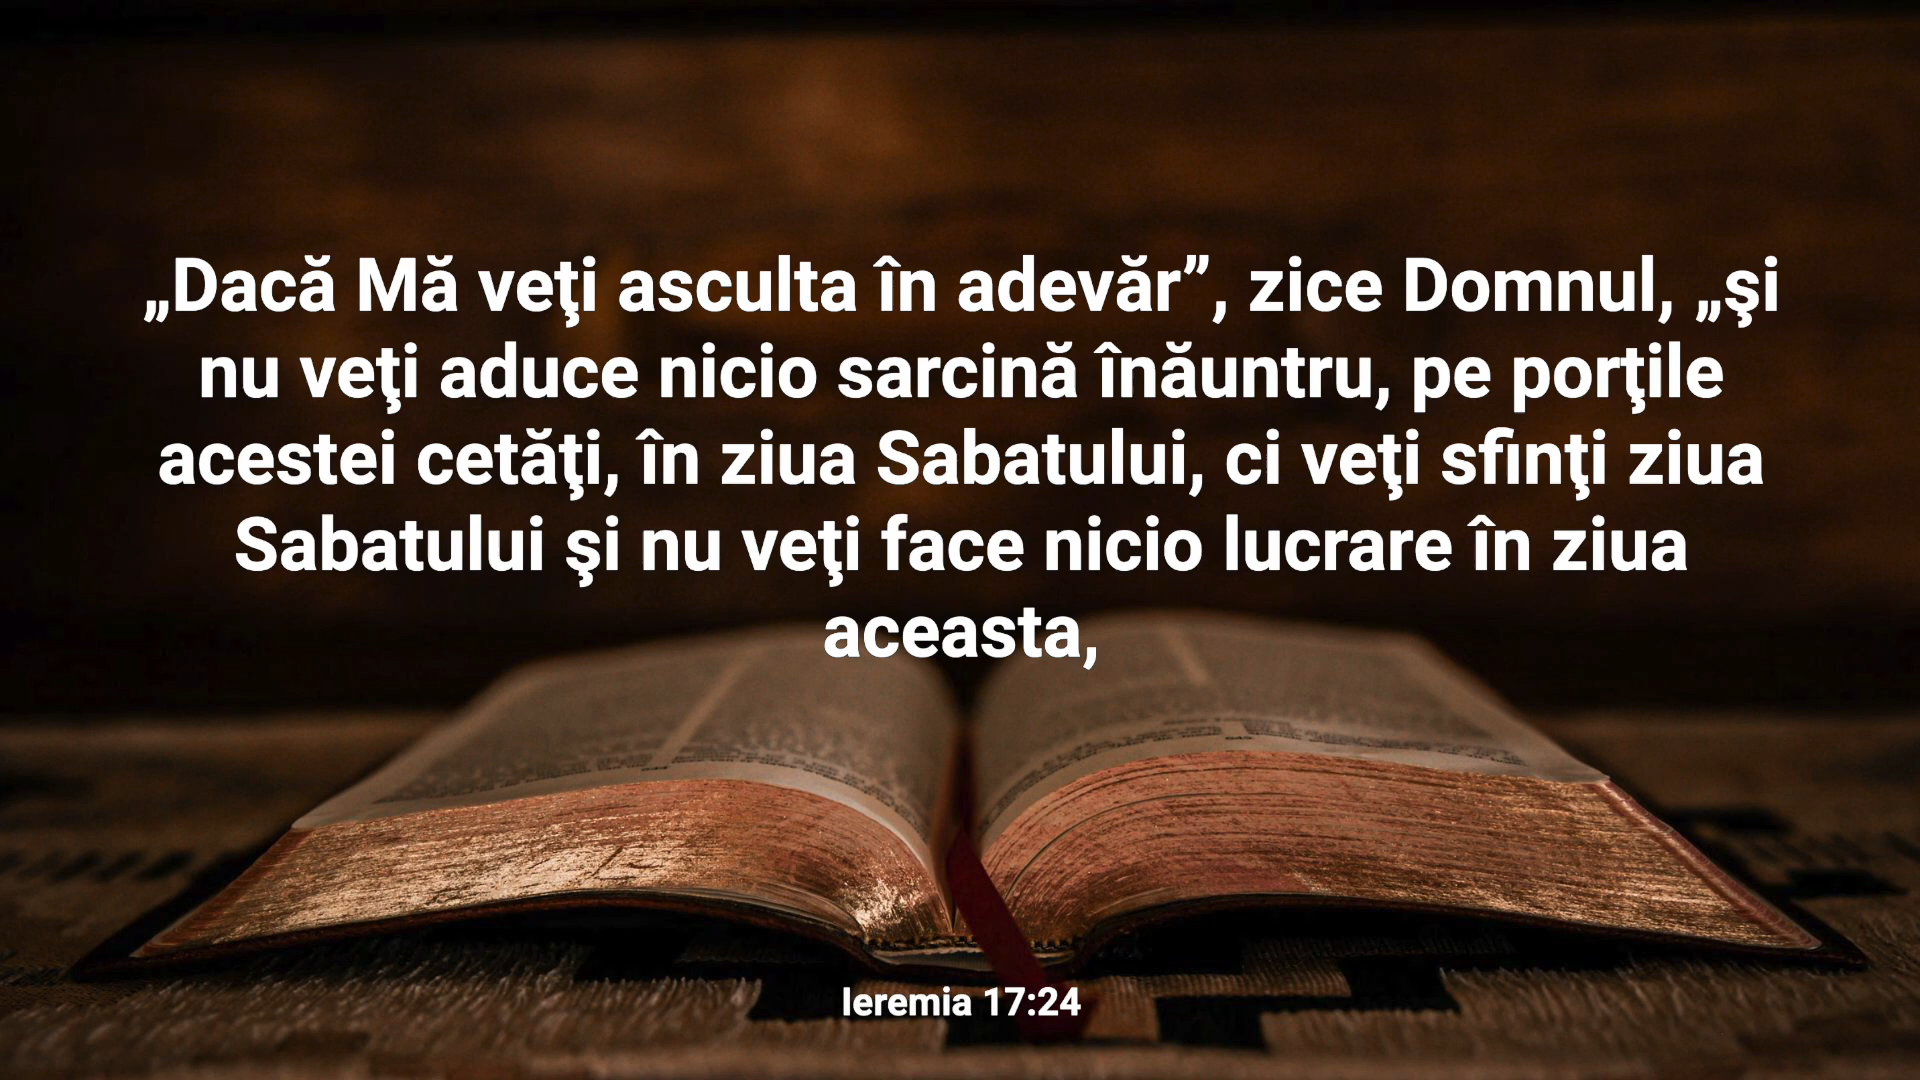 „Dacă Mă veţi asculta în adevăr”, zice Domnul, „şi
nu veţi aduce nicio sarcină înăuntru, pe porţile
acestei cetăţi, în ziua Sabatului, ci veţi sfinţi ziua
Sabatului şi nu veţi face nicio lucrare în ziua
aceasta,
Ieremia 17:24